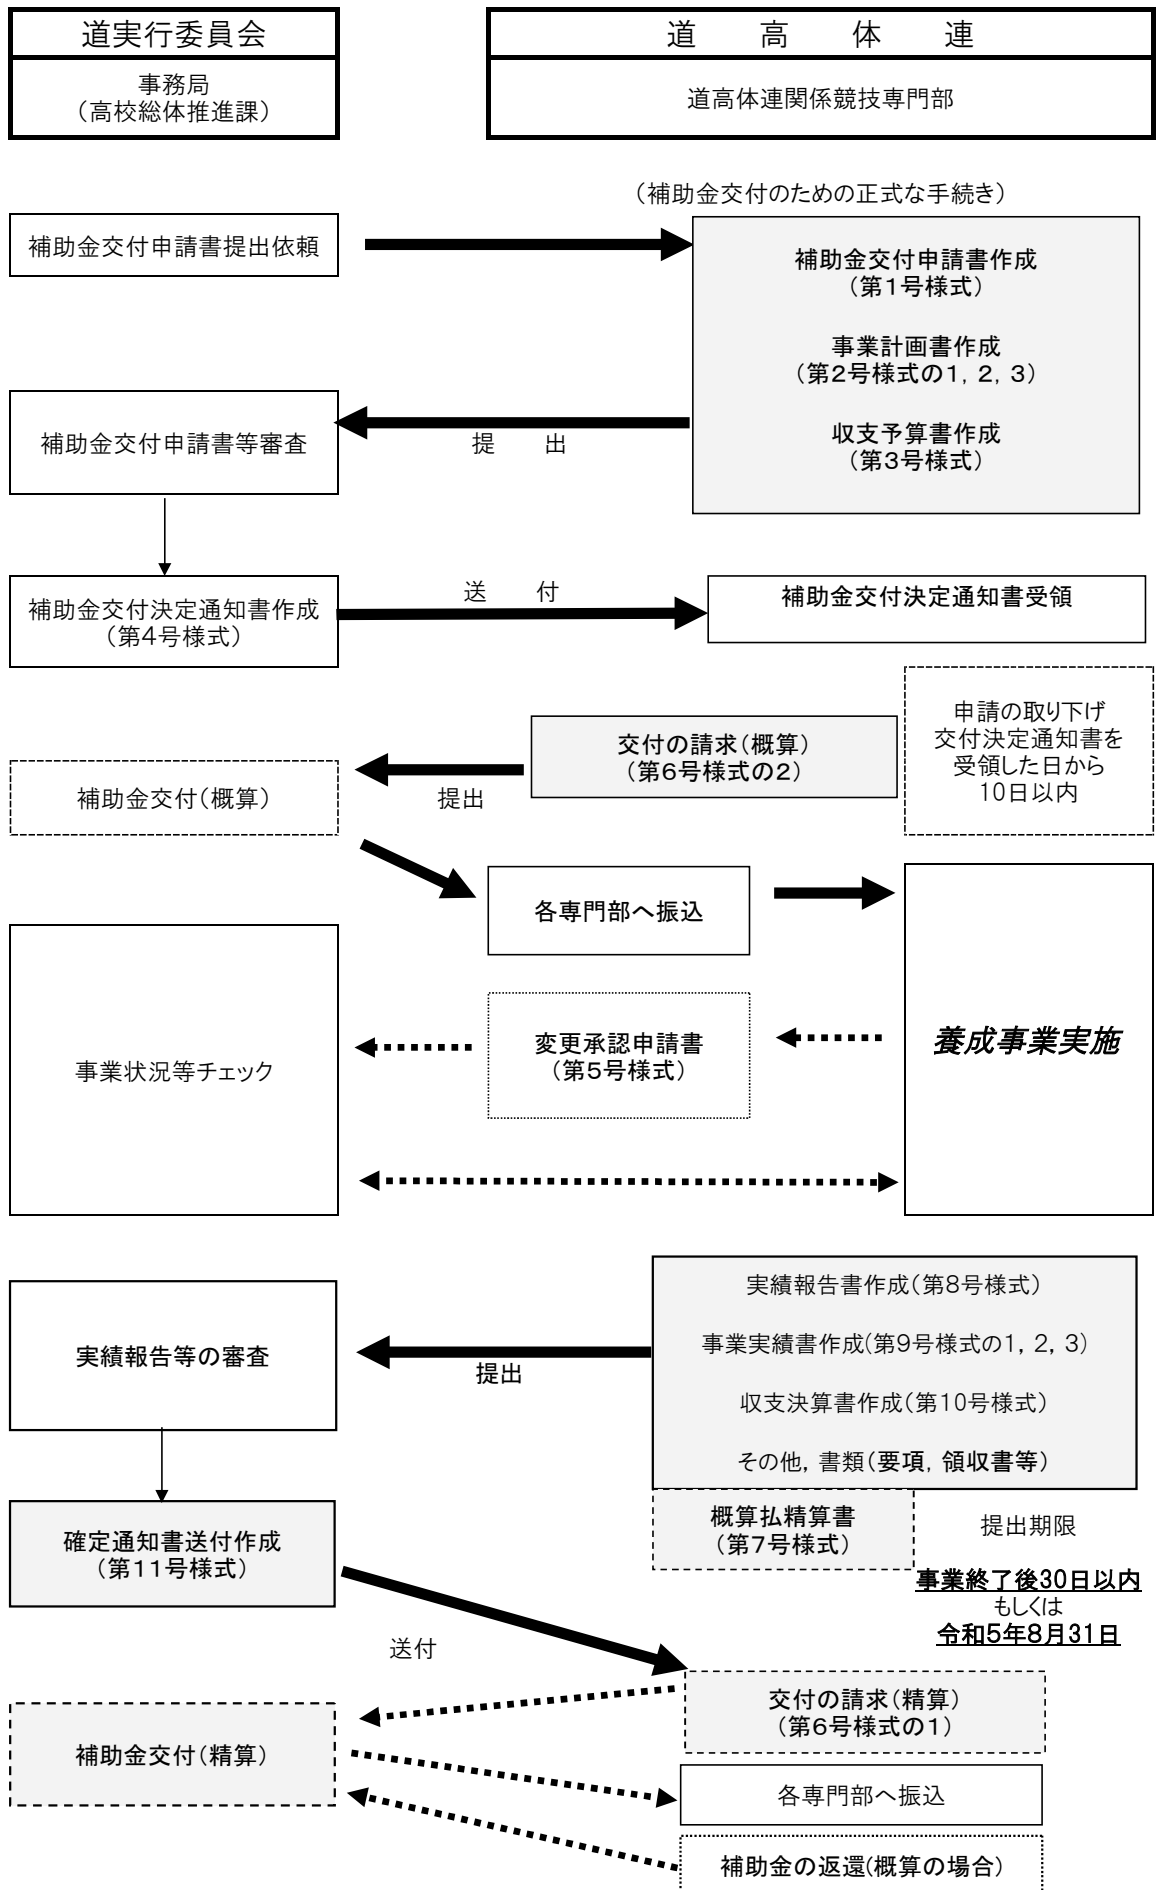 道実行委員会
道　高　体　連
事務局
（高校総体推進課）
道高体連関係競技専門部
（補助金交付のための正式な手続き）
補助金交付申請書提出依頼
補助金交付申請書作成
（第1号様式）
事業計画書作成
（第2号様式の1，2，3）
収支予算書作成
（第3号様式）
補助金交付申請書等審査
提　出
補助金交付決定通知書作成
（第4号様式）
送　付
補助金交付決定通知書受領
申請の取り下げ
交付決定通知書を
受領した日から
10日以内
交付の請求（概算）
（第6号様式の2）
提出
補助金交付（概算）
各専門部へ振込
養成事業実施
変更承認申請書
（第5号様式）
事業状況等チェック
実績報告書作成（第8号様式）
事業実績書作成(第9号様式の1，2，3)
収支決算書作成（第10号様式）
その他，書類（要項，領収書等）
実績報告等の審査
提出
概算払精算書
（第7号様式）
提出期限
事業終了後30日以内
もしくは
令和5年8月31日
確定通知書送付作成
（第11号様式）
送付
交付の請求（精算）
（第6号様式の1）
補助金交付（精算）
各専門部へ振込
補助金の返還(概算の場合）